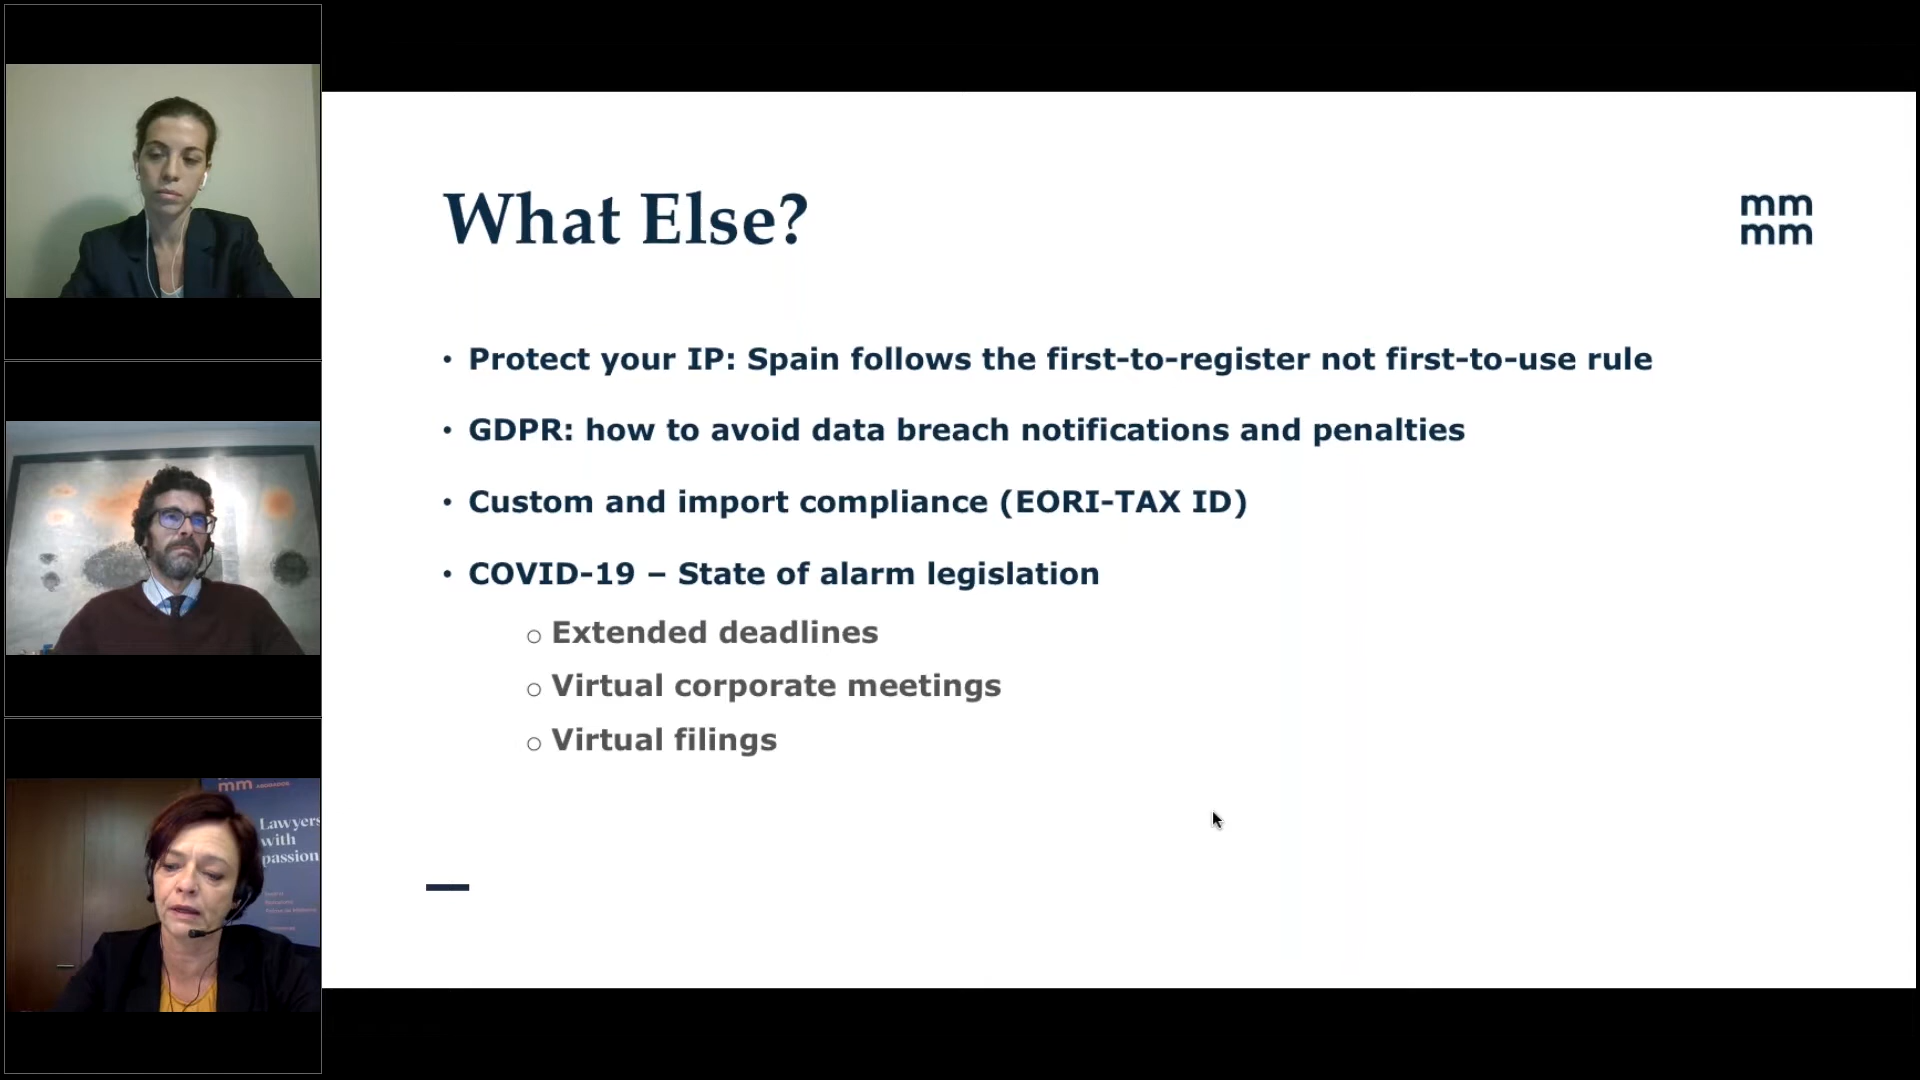 What Else?
mm
mm
• Protect your IP: Spain follows the first-to-register not first-to-use rule
• GDPR: how to avoid data breach notifications and penalties
• Custom and import compliance (EORI-TAX ID)
• COVID-19 – State of alarm legislation
○ Extended deadlines
○ Virtual corporate meetings
○ Virtual filings
mm
Lawyers
with
passion